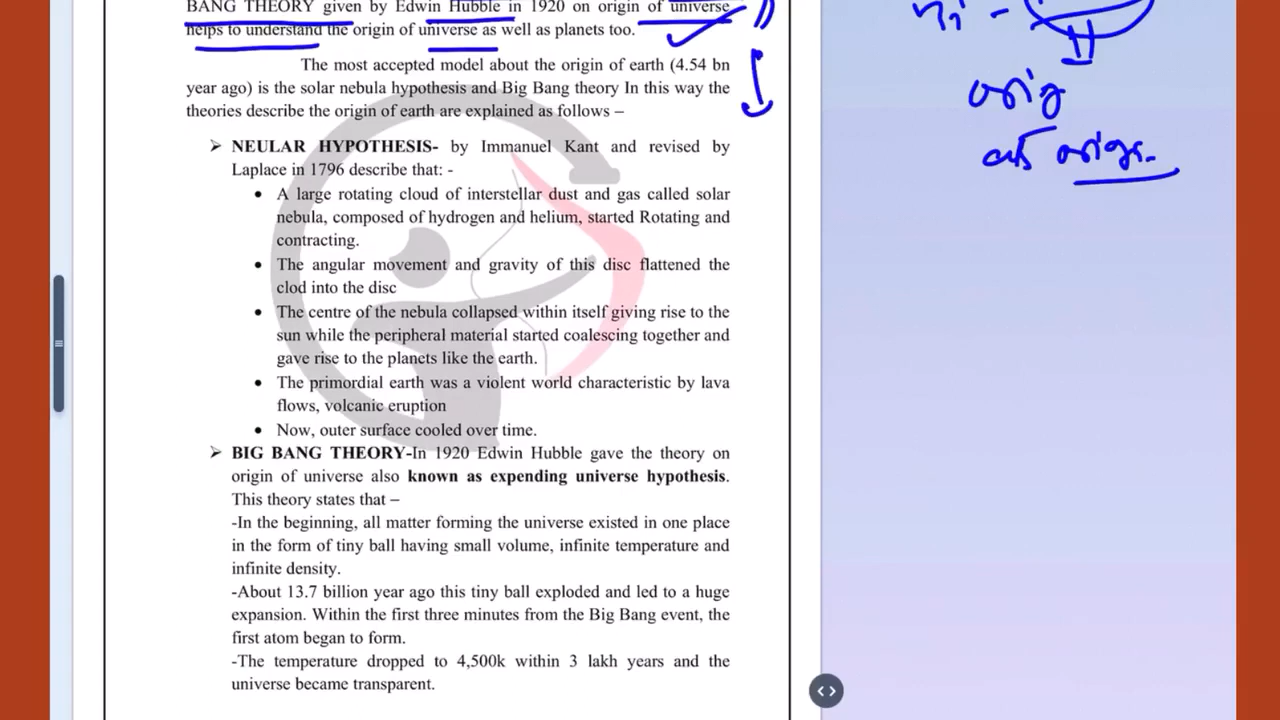 BANG THEORY given by Edwin Hubble in 1920 on origin of universe
helps to understand the origin of universe as well as planets too.
The most accepted model about the origin of earth (4.54 bn
year ago) is the solar nebula hypothesis and Big Bang theory In this way the
theories describe the origin of earth are explained as follows –
➢ NEULAR HYPOTHESIS- by Immanuel Kant and revised by
Laplace in 1796 describe that: -
• A large rotating cloud of interstellar dust and gas called solar
nebula, composed of hydrogen and helium, started Rotating and
contracting.
• The angular movement and gravity of this disc flattened the
clod into the disc
• The centre of the nebula collapsed within itself giving rise to the
sun while the peripheral material started coalescing together and
gave rise to the planets like the earth.
• The primordial earth was a violent world characteristic by lava
flows, volcanic eruption
• Now, outer surface cooled over time.
➢ BIG BANG THEORY-In 1920 Edwin Hubble gave the theory on
origin of universe also known as expending universe hypothesis.
This theory states that –
-In the beginning, all matter forming the universe existed in one place
in the form of tiny ball having small volume, infinite temperature and
infinite density.
-About 13.7 billion year ago this tiny ball exploded and led to a huge
expansion. Within the first three minutes from the Big Bang event, the
first atom began to form.
-The temperature dropped to 4,500k within 3 lakh years and the
universe became transparent.